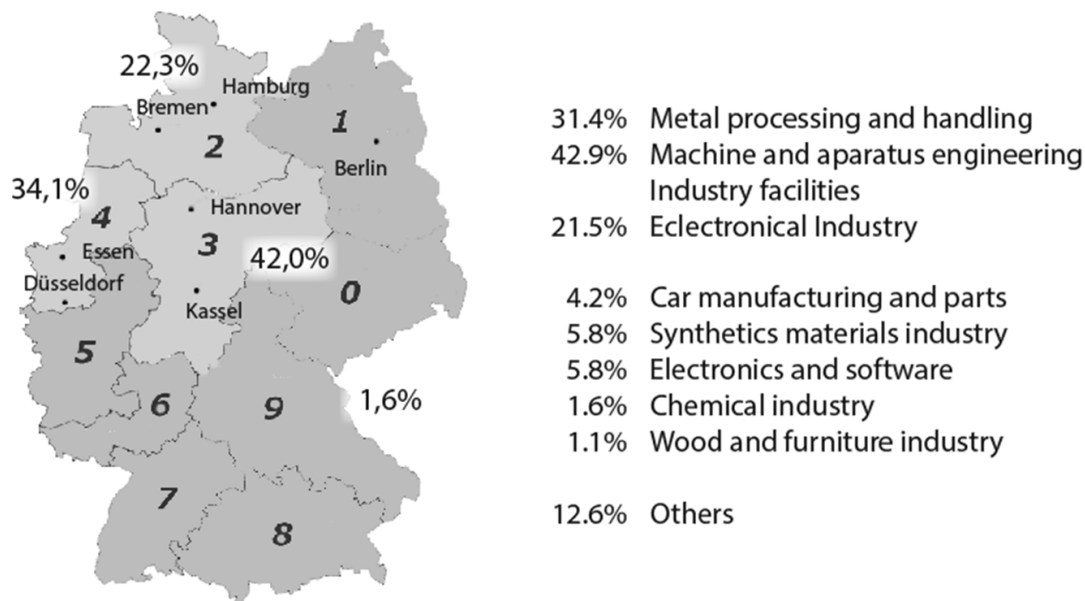 22,3%
Hamburg
Bremen
1
2
Berlin
34,1%
4
Hannover
3
Essen
42,0%
Düsseldorf
0
Kassel
5
6
9
1,6%
7
8
31.4% Metal processing and handling
42.9% Machine and aparatus engineering
Industry facilities
21.5% Eclectronical Industry
4.2% Car manufacturing and parts
5.8% Synthetics materials industry
5.8% Electronics and software
1.6% Chemical industry
1.1% Wood and furniture industry
12.6% Others